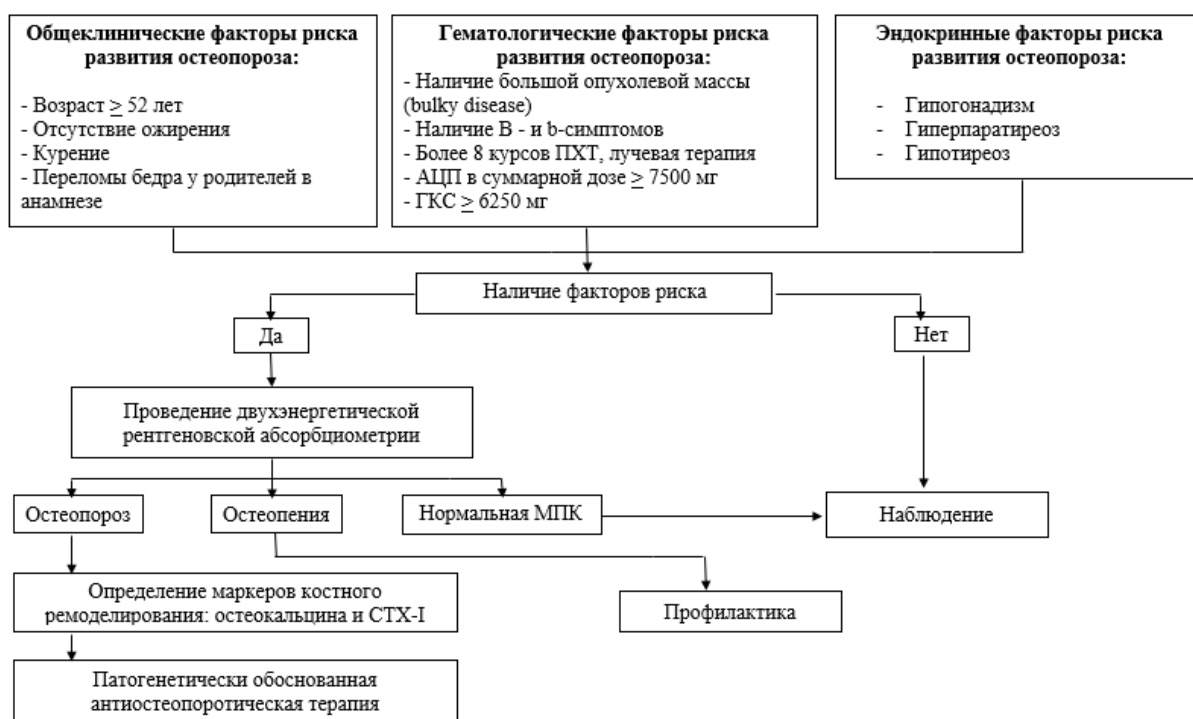 Общеклинические факторы риска
развития остеопороза:
- Возраст ≥ 52 лет
- Отсутствие ожирения
- Курение
- Переломы бедра у родителей в
анамнезе
Гематологические факторы риска
развития остеопороза:
- Наличие большой опухолевой массы
(bulky disease)
- Наличие В - и b-симптомов
- Более 8 курсов ПХТ, лучевая терапия
- АЦП в суммарной дозе ≥ 7500 мг
- ГКС ≥ 6250 мг
Эндокринные факторы риска
развития остеопороза:
- Гипогонадизм
- Гиперпаратиреоз
- Гипотиреоз
Наличие факторов риска
Да
Нет
Проведение двухэнергетической
рентгеновской абсорбциометрии
Остеопороз
Остеопения
Нормальная МПК
Наблюдение
Определение маркеров костного
ремоделирования: остеокальцина и CTX-I
Профилактика
Патогенетически обоснованная
антиостеопоротическая терапия